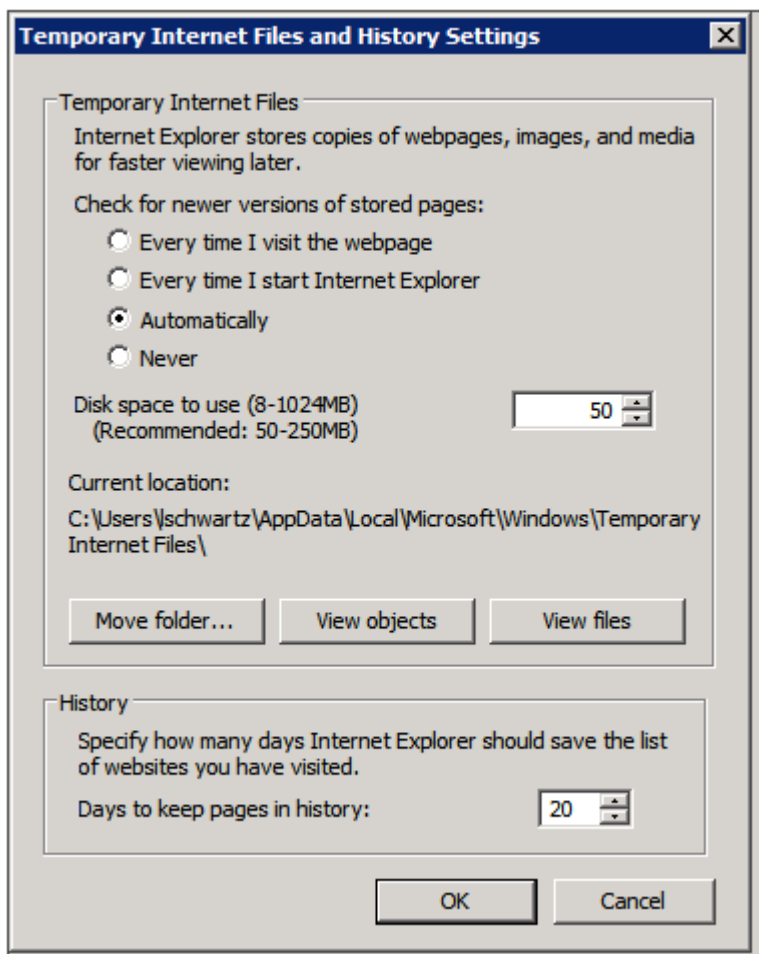 Temporary Internet Files and History Settings
Temporary Internet Files
Internet Explorer stores copies of webpages, images, and media
for faster viewing later.
Check for newer versions of stored pages:
Every time I visit the webpage
Every time I start Internet Explorer
Automatically
Never
Disk space to use (8-1024MB) 50
(Recommended: 50-250MB)
Current location:
C:\Users\lschwartz\AppData\Local\Microsoft\Windows\Temporary
Internet Files\
Move folder... View objects View files
History
Specify how many days Internet Explorer should save the list
of websites you have visited.
Days to keep pages in history: 20
OK Cancel